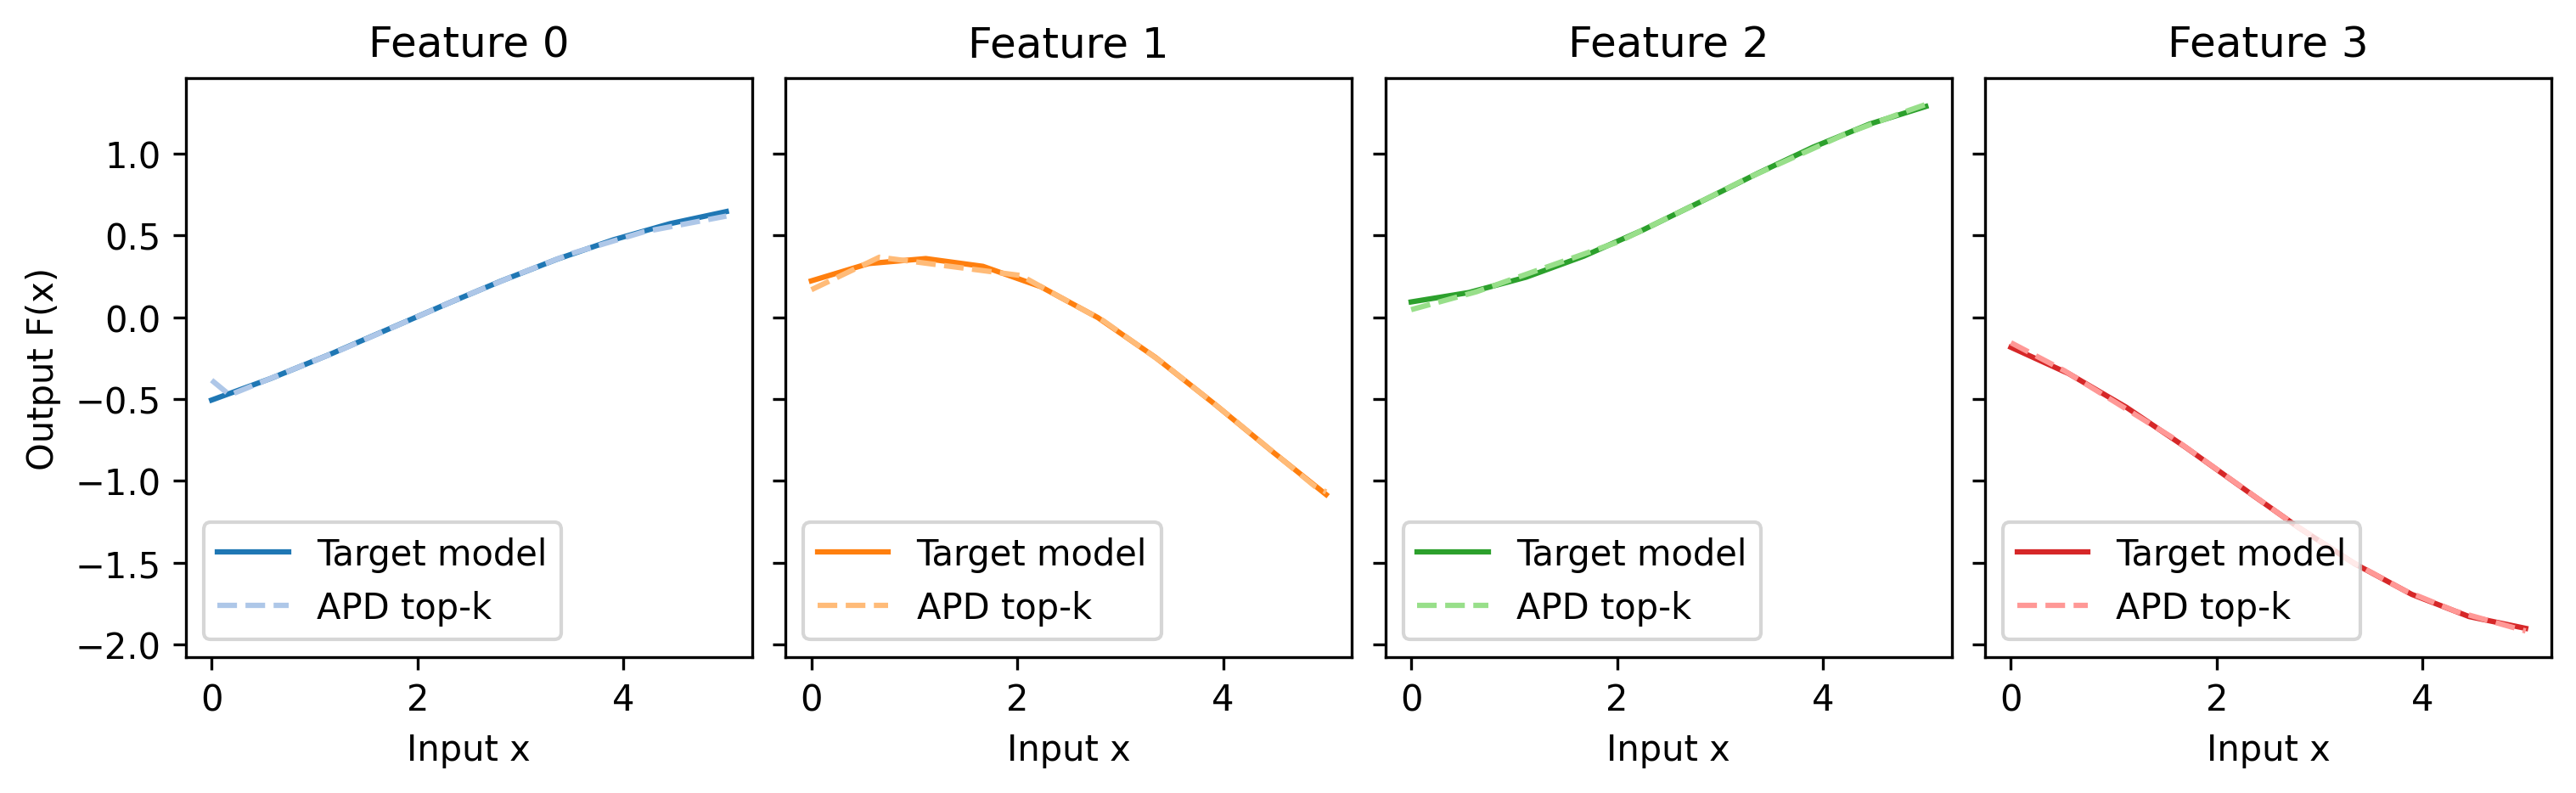 Feature 0
Feature 1
Feature 2
Feature 3
Output F(x)
1.0
0.5
0.0
−0.5
−1.0
−1.5
−2.0
Target model
APD top-k
Target model
APD top-k
Target model
APD top-k
Target model
APD top-k
0 2 4
0 2 4
0 2 4
0 2 4
Input x
Input x
Input x
Input x